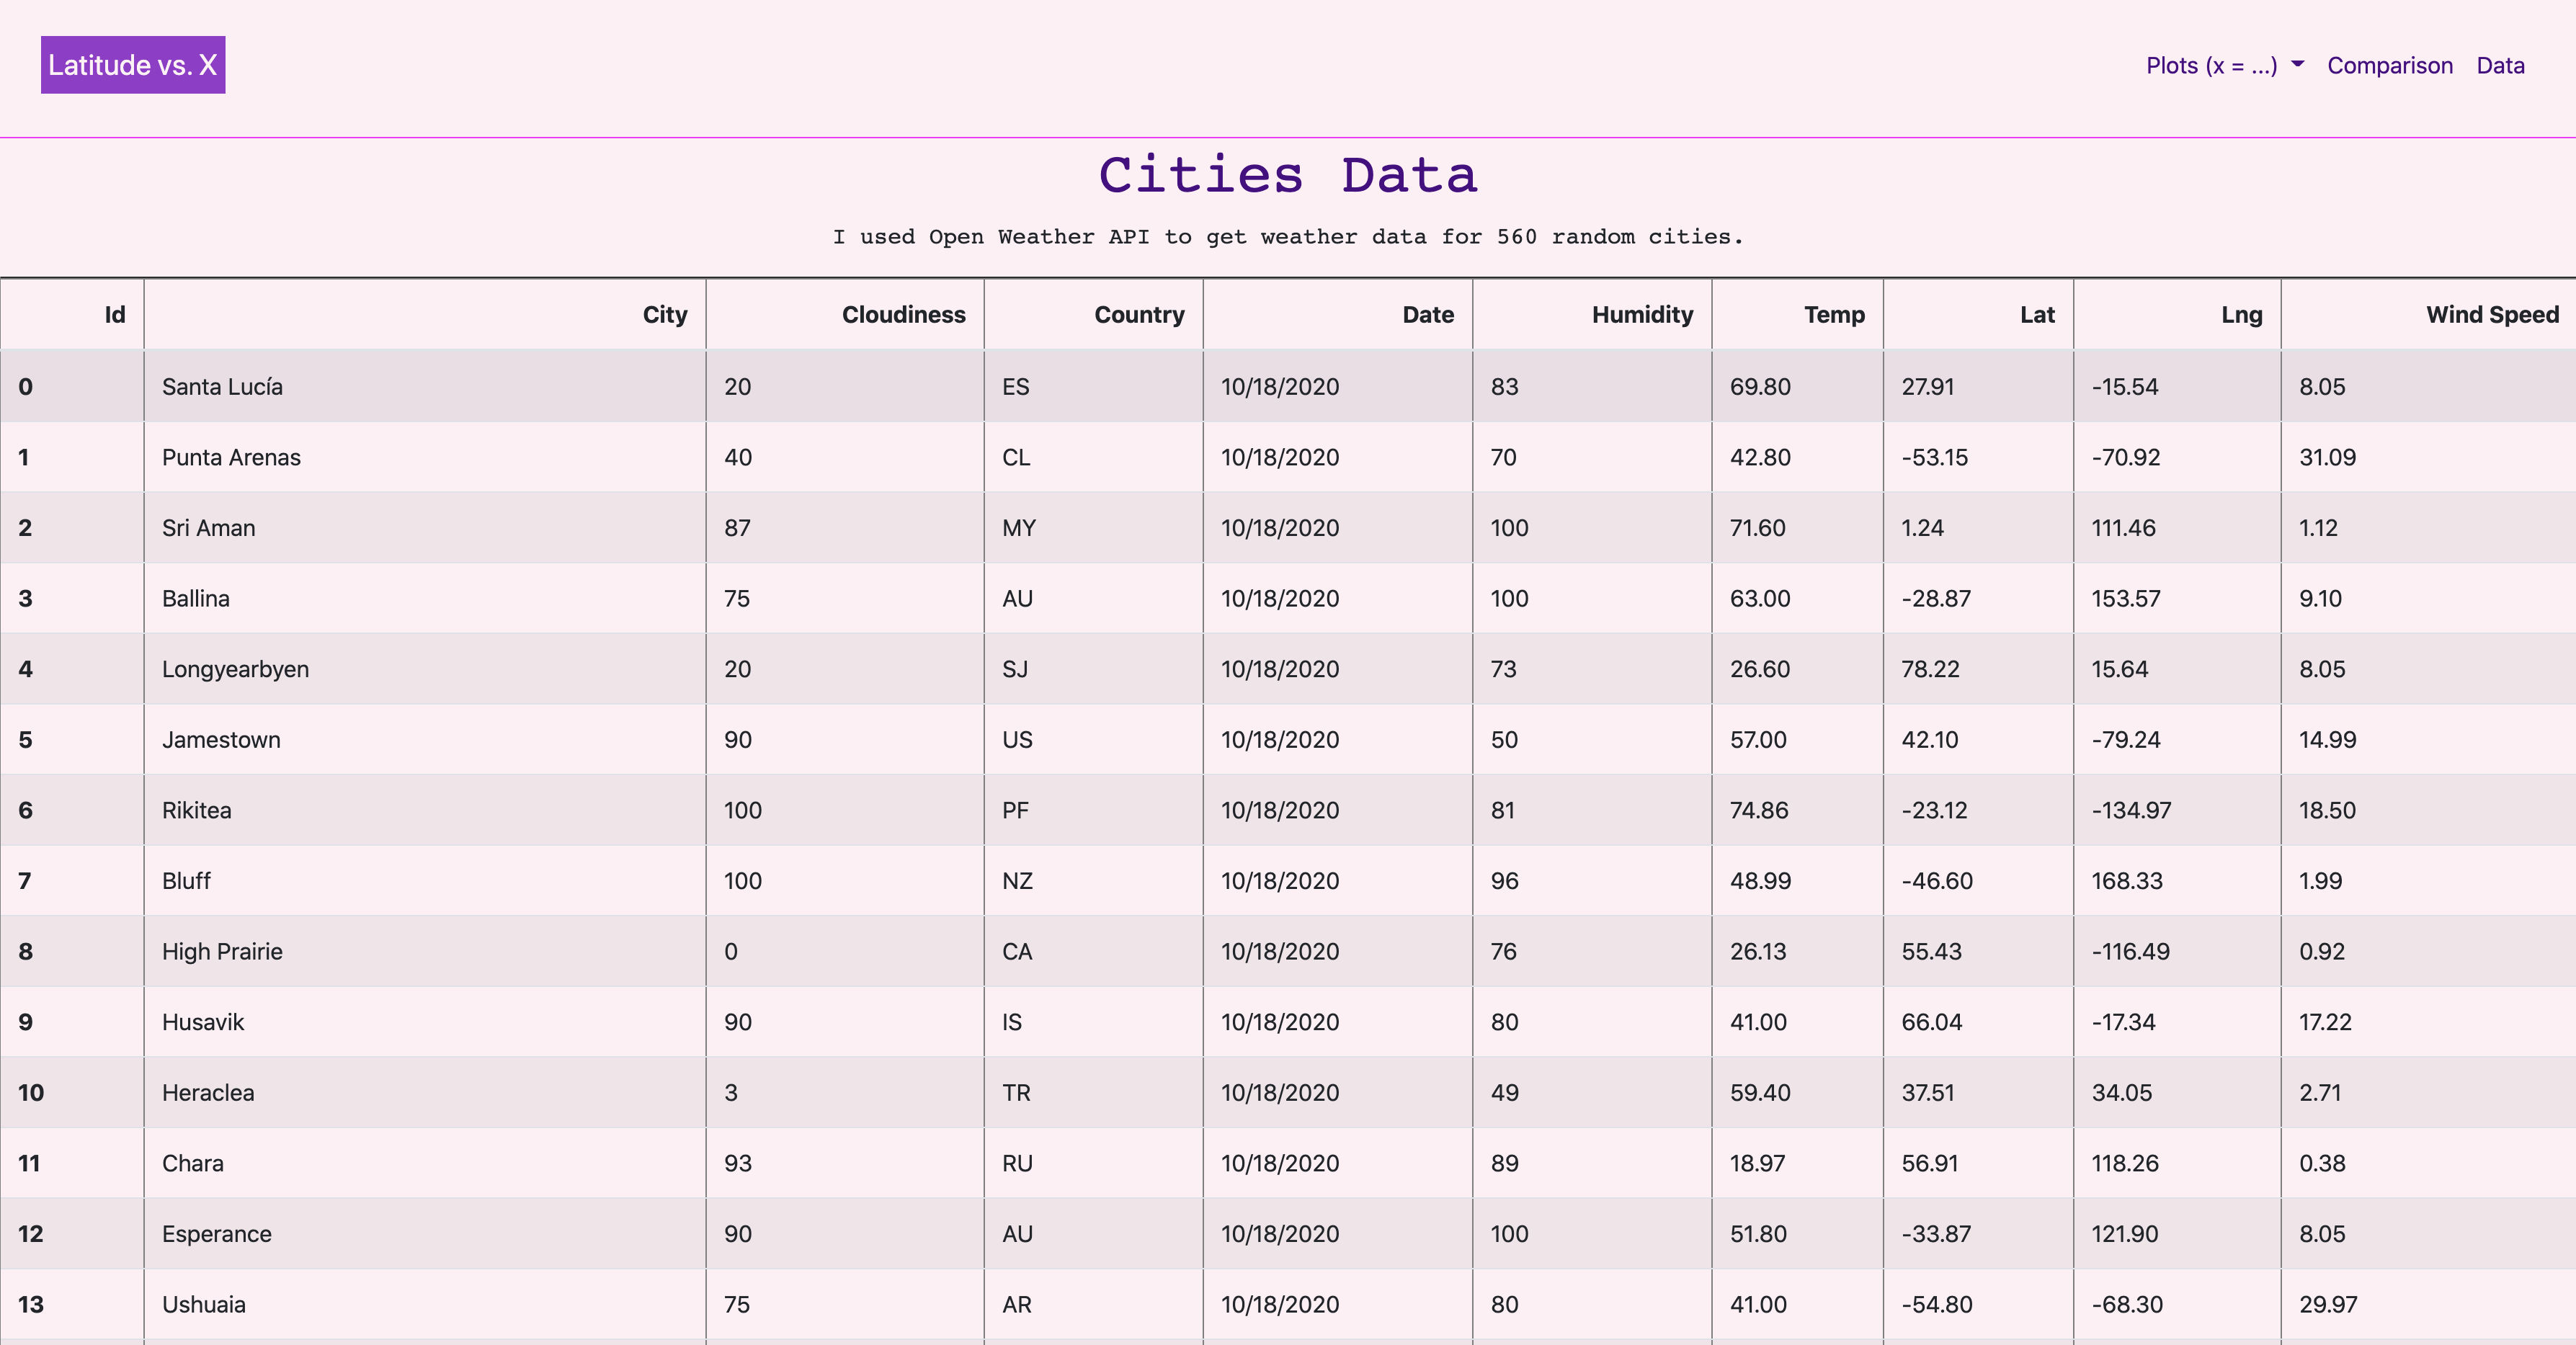 Latitude vs. X Plots (x = ...) Comparison Data
Cities Data
I used Open Weather API to get weather data for 560 random cities.
Id City Cloudiness Country Date Humidity Temp Lat Lng Wind Speed
0 Santa Lucía 20 ES 10/18/2020 83 69.80 27.91 -15.54 8.05
1 Punta Arenas 40 CL 10/18/2020 70 42.80 -53.15 -70.92 31.09
2 Sri Aman 87 MY 10/18/2020 100 71.60 1.24 111.46 1.12
3 Ballina 75 AU 10/18/2020 100 63.00 -28.87 153.57 9.10
4 Longyearbyen 20 SJ 10/18/2020 73 26.60 78.22 15.64 8.05
5 Jamestown 90 US 10/18/2020 50 57.00 42.10 -79.24 14.99
6 Rikitea 100 PF 10/18/2020 81 74.86 -23.12 -134.97 18.50
7 Bluff 100 NZ 10/18/2020 96 48.99 -46.60 168.33 1.99
8 High Prairie 0 CA 10/18/2020 76 26.13 55.43 -116.49 0.92
9 Husavik 90 IS 10/18/2020 80 41.00 66.04 -17.34 17.22
10 Heraclea 3 TR 10/18/2020 49 59.40 37.51 34.05 2.71
11 Chara 93 RU 10/18/2020 89 18.97 56.91 118.26 0.38
12 Esperance 90 AU 10/18/2020 100 51.80 -33.87 121.90 8.05
13 Ushuaia 75 AR 10/18/2020 80 41.00 -54.80 -68.30 29.97